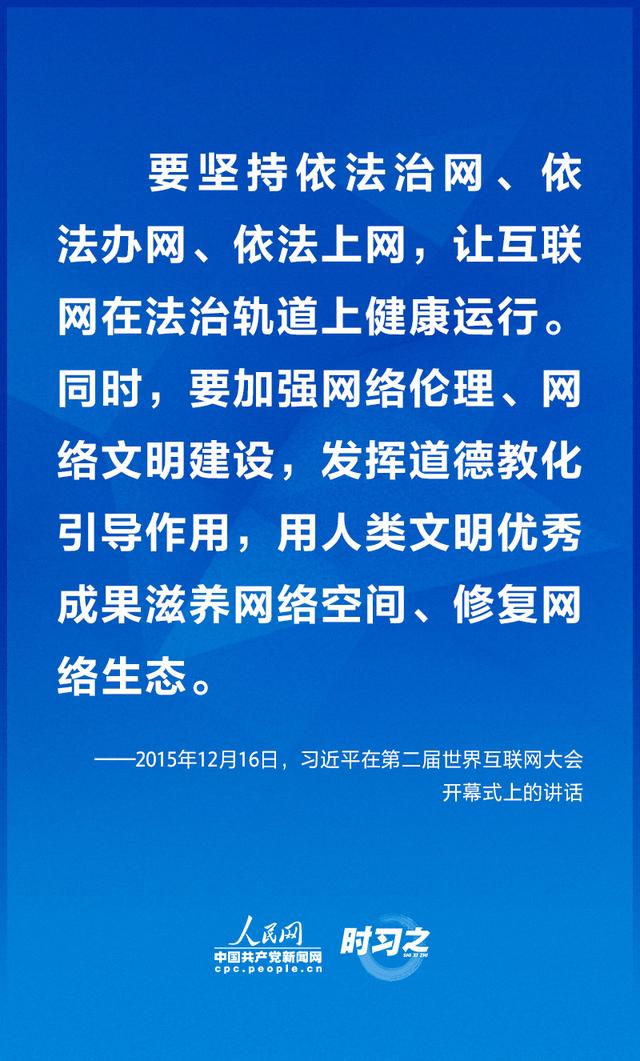 要坚持依法治网、依
法办网、依法上网，让互联
网在法治轨道上健康运行。
同时，要加强网络伦理、网
络文明建设，发挥道德教化
引导作用，用人类文明优秀
成果滋养网络空间、修复网
络生态。
——2015年12月16日，习近平在第二届世界互联网大会
开幕式上的讲话
人民网
中国共产党新闻网
cpc.people.cn
时习之
SHI XI ZHI